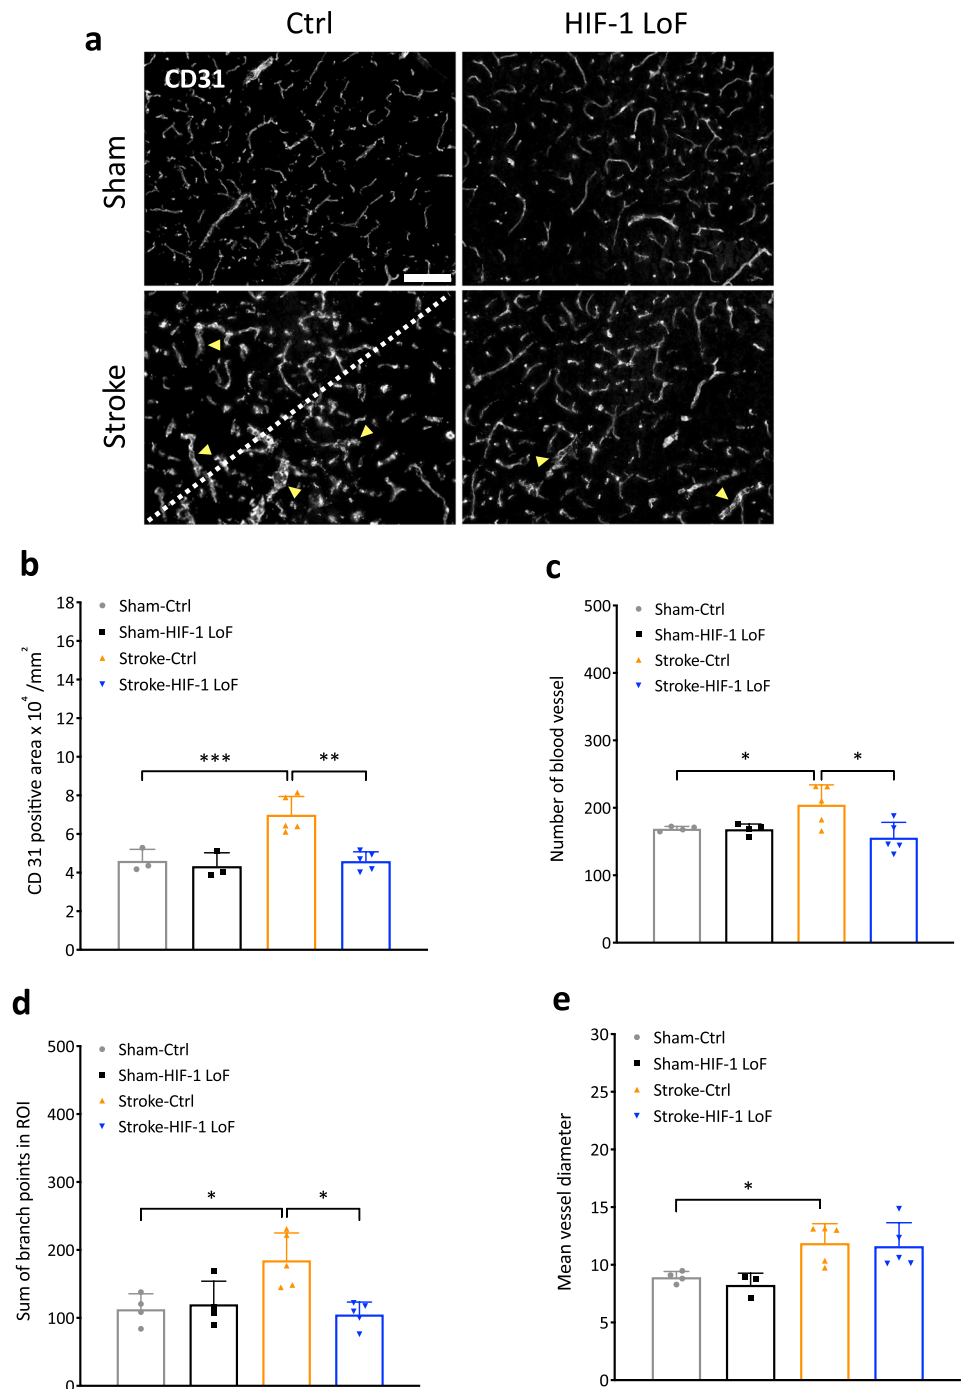 Ctrl
HIF-1 LoF
a
CD31
Sham
Stroke
b
18
16
14
12
10
8
6
4
2
0
CD 31 positive area x 10⁴ /mm²
Sham-Ctrl
Sham-HIF-1 LoF
Stroke-Ctrl
Stroke-HIF-1 LoF
***
**
c
500
400
300
200
100
0
Number of blood vessel
Sham-Ctrl
Sham-HIF-1 LoF
Stroke-Ctrl
Stroke-HIF-1 LoF
*
*
d
500
400
300
200
100
0
Sum of branch points in ROI
Sham-Ctrl
Sham-HIF-1 LoF
Stroke-Ctrl
Stroke-HIF-1 LoF
*
*
e
30
25
20
15
10
5
0
Mean vessel diameter
Sham-Ctrl
Sham-HIF-1 LoF
Stroke-Ctrl
Stroke-HIF-1 LoF
*